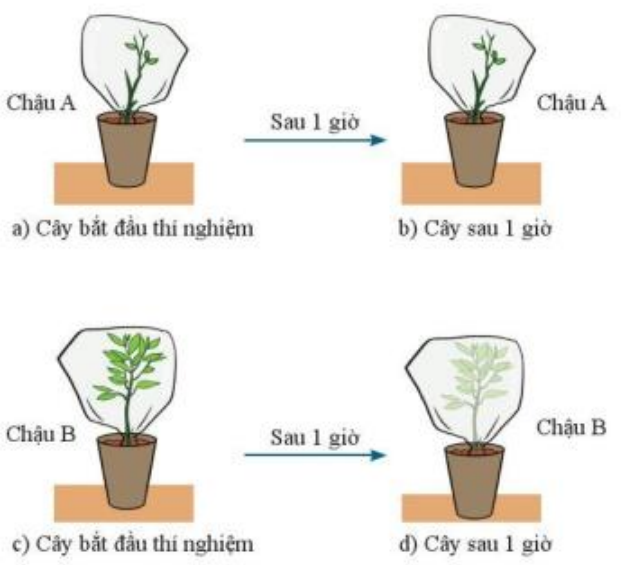 Chậu A
Sau 1 giờ
Chậu A
a) Cây bắt đầu thí nghiệm
b) Cây sau 1 giờ
Chậu B
Sau 1 giờ
Chậu B
c) Cây bắt đầu thí nghiệm
d) Cây sau 1 giờ